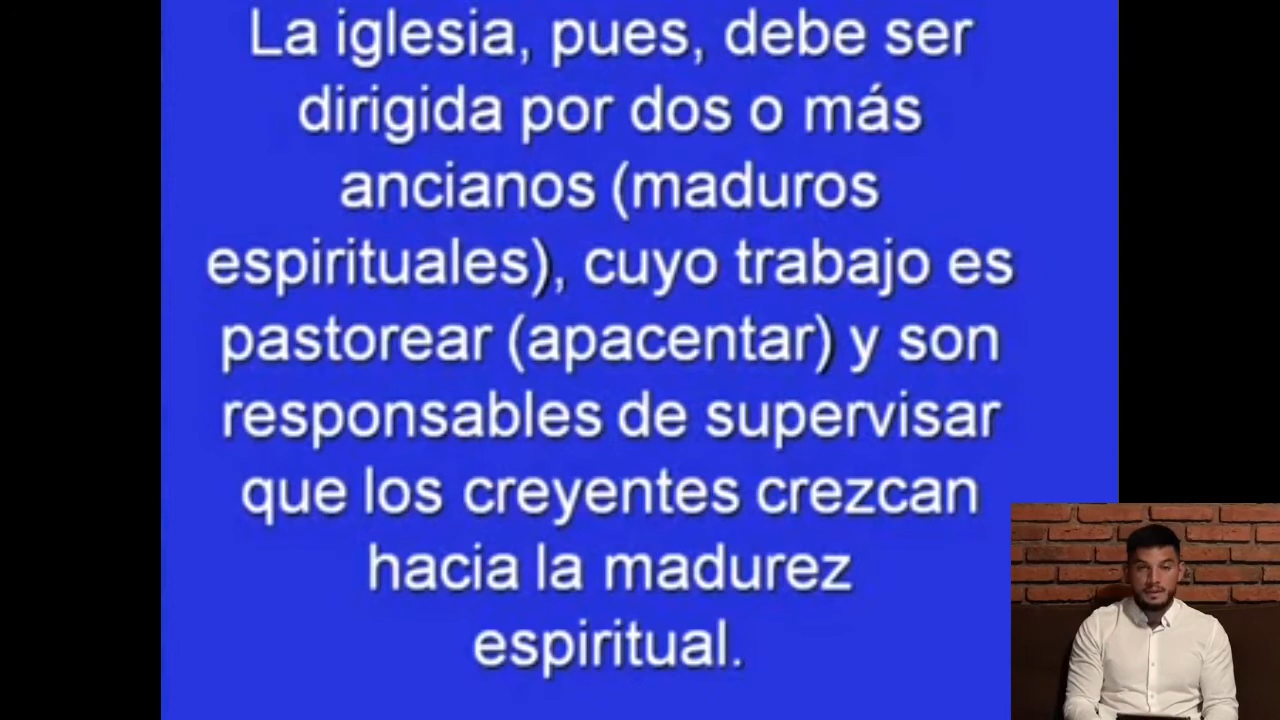 La iglesia, pues, debe ser
dirigida por dos o más
ancianos (maduros
espirituales), cuyo trabajo es
pastorear (apacentar) y son
responsables de supervisar
que los creyentes crezcan
hacia la madurez
espiritual.